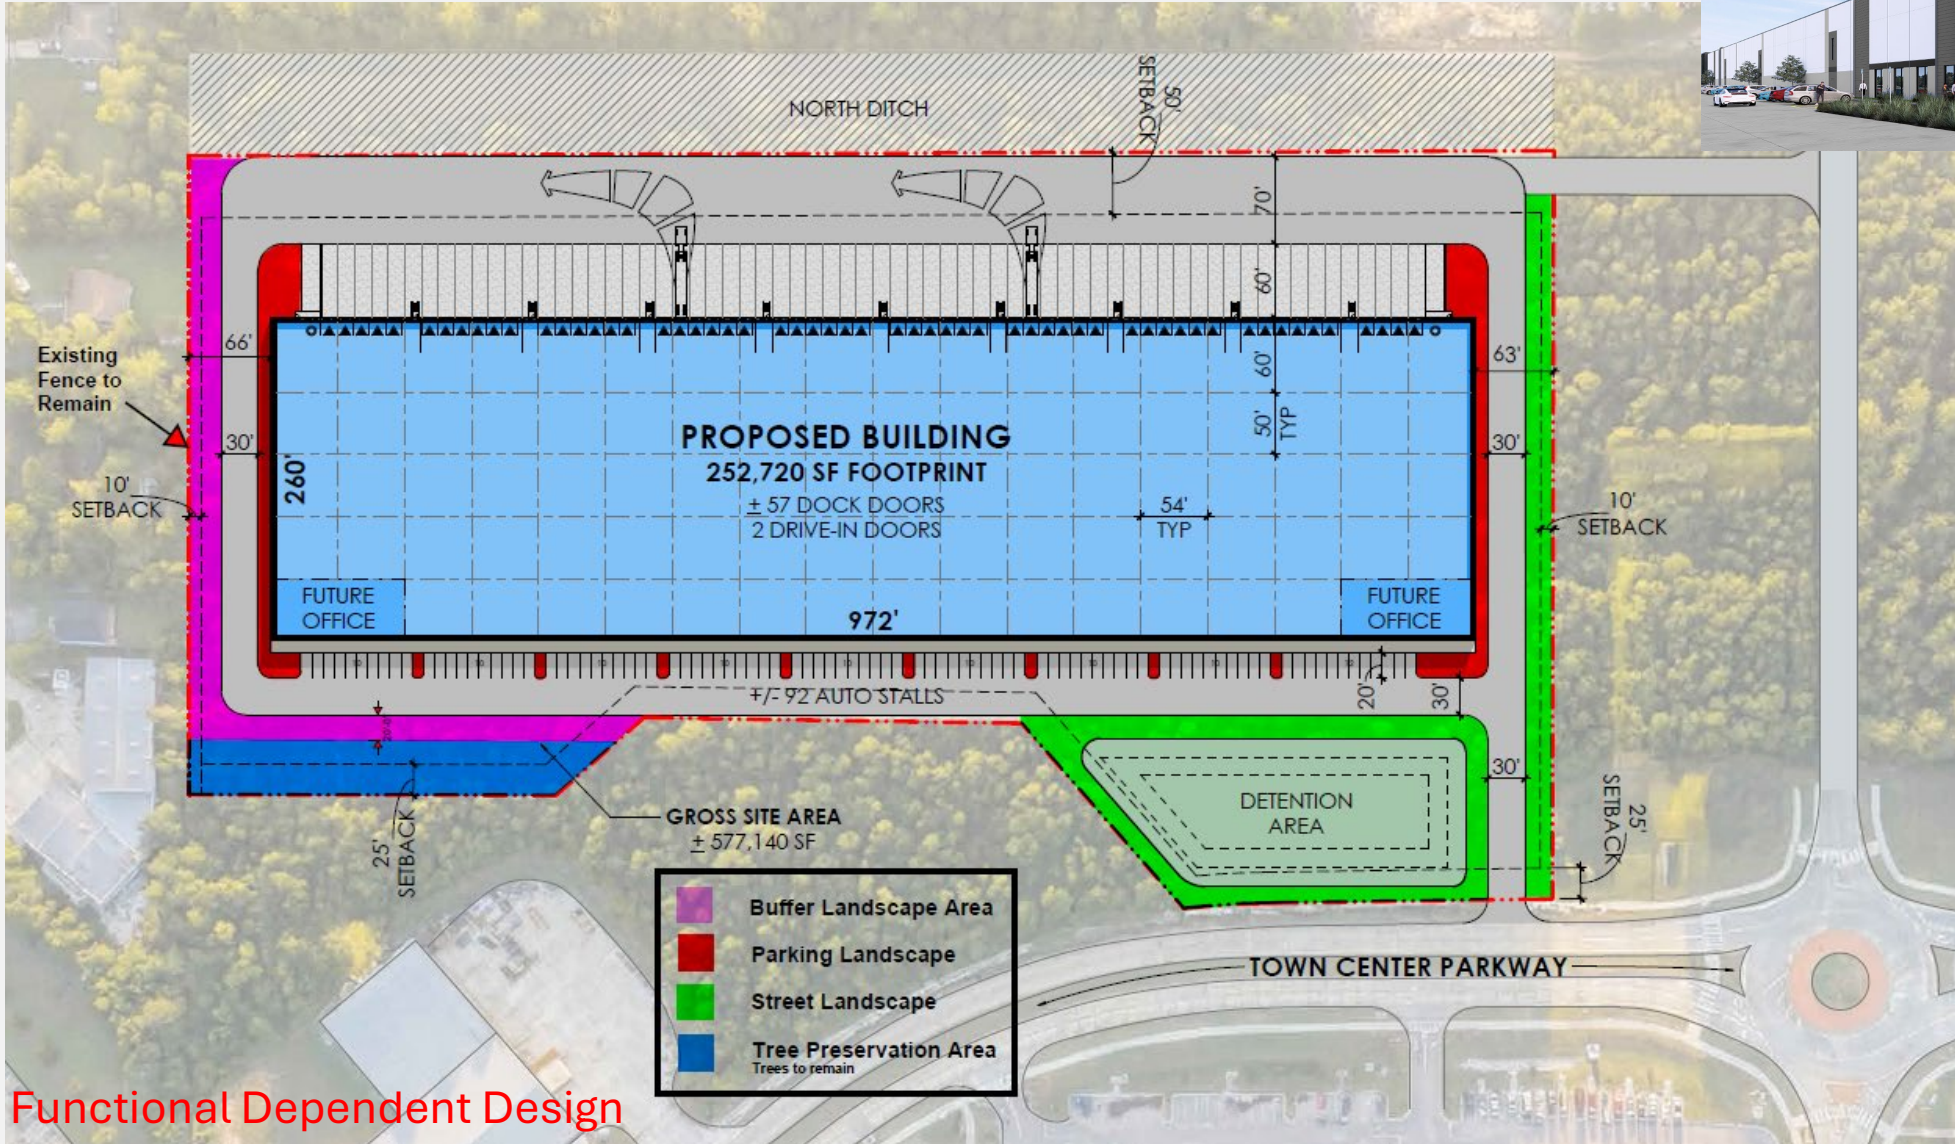 NORTH DITCH
50'
SETBACK
70'
60'
66'
63'
60'
Existing
Fence to
Remain
50'
TYP
PROPOSED BUILDING
252,720 SF FOOTPRINT
± 57 DOCK DOORS
2 DRIVE-IN DOORS
30'
30'
260'
10'
SETBACK
54'
TYP
10'
SETBACK
FUTURE
OFFICE
972'
FUTURE
OFFICE
+/- 92 AUTO STALLS
20'
30'
30'
DETENTION
AREA
GROSS SITE AREA
± 577,140 SF
25'
SETBACK
25'
SETBACK
Buffer Landscape Area
Parking Landscape
Street Landscape
Tree Preservation Area
Trees to remain
TOWN CENTER PARKWAY
Functional Dependent Design